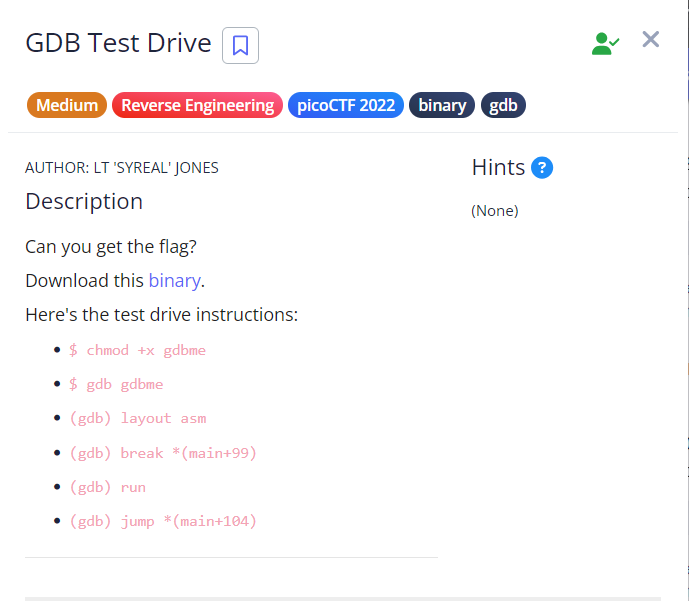 GDB Test Drive
Medium Reverse Engineering picoCTF 2022 binary gdb
AUTHOR: LT 'SYREAL' JONES
Description
Can you get the flag?
Download this binary.
Here's the test drive instructions:
• $ chmod +x gdbme
• $ gdb gdbme
• (gdb) layout asm
• (gdb) break *(main+99)
• (gdb) run
• (gdb) jump *(main+104)
Hints ?
(None)